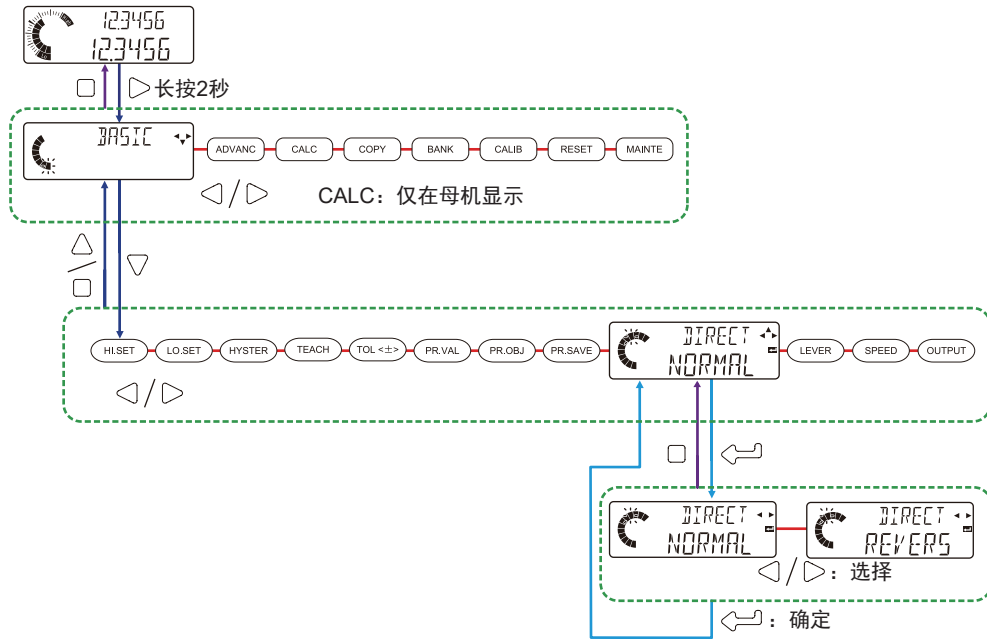 12.3456
12.3456
长按2秒
BASIC
ADVANC CALC COPY BANK CALIB RESET MAINTE
CALC：仅在母机显示
HI.SET LO.SET HYSTER TEACH TOL <±> PR.VAL PR.OBJ PR.SAVE DIRECT NORMAL LEVER SPEED OUTPUT
DIRECT
NORMAL
DIRECT
REVERS
：选择
：确定